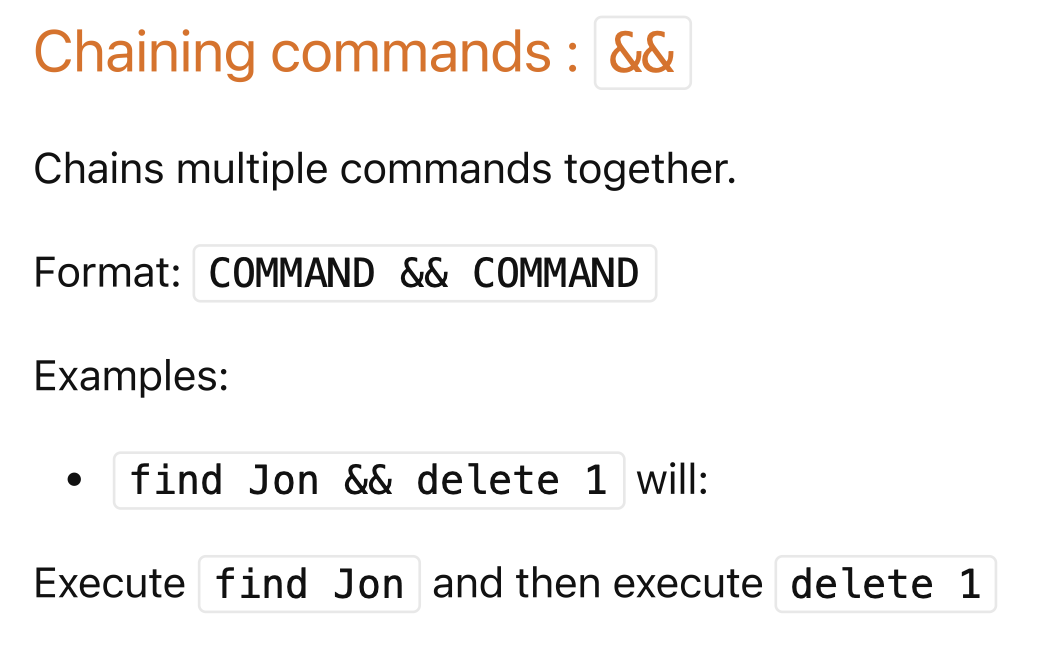 Chaining commands : &&
Chains multiple commands together.
Format: COMMAND && COMMAND
Examples:
• find Jon && delete 1 will:
Execute find Jon and then execute delete 1